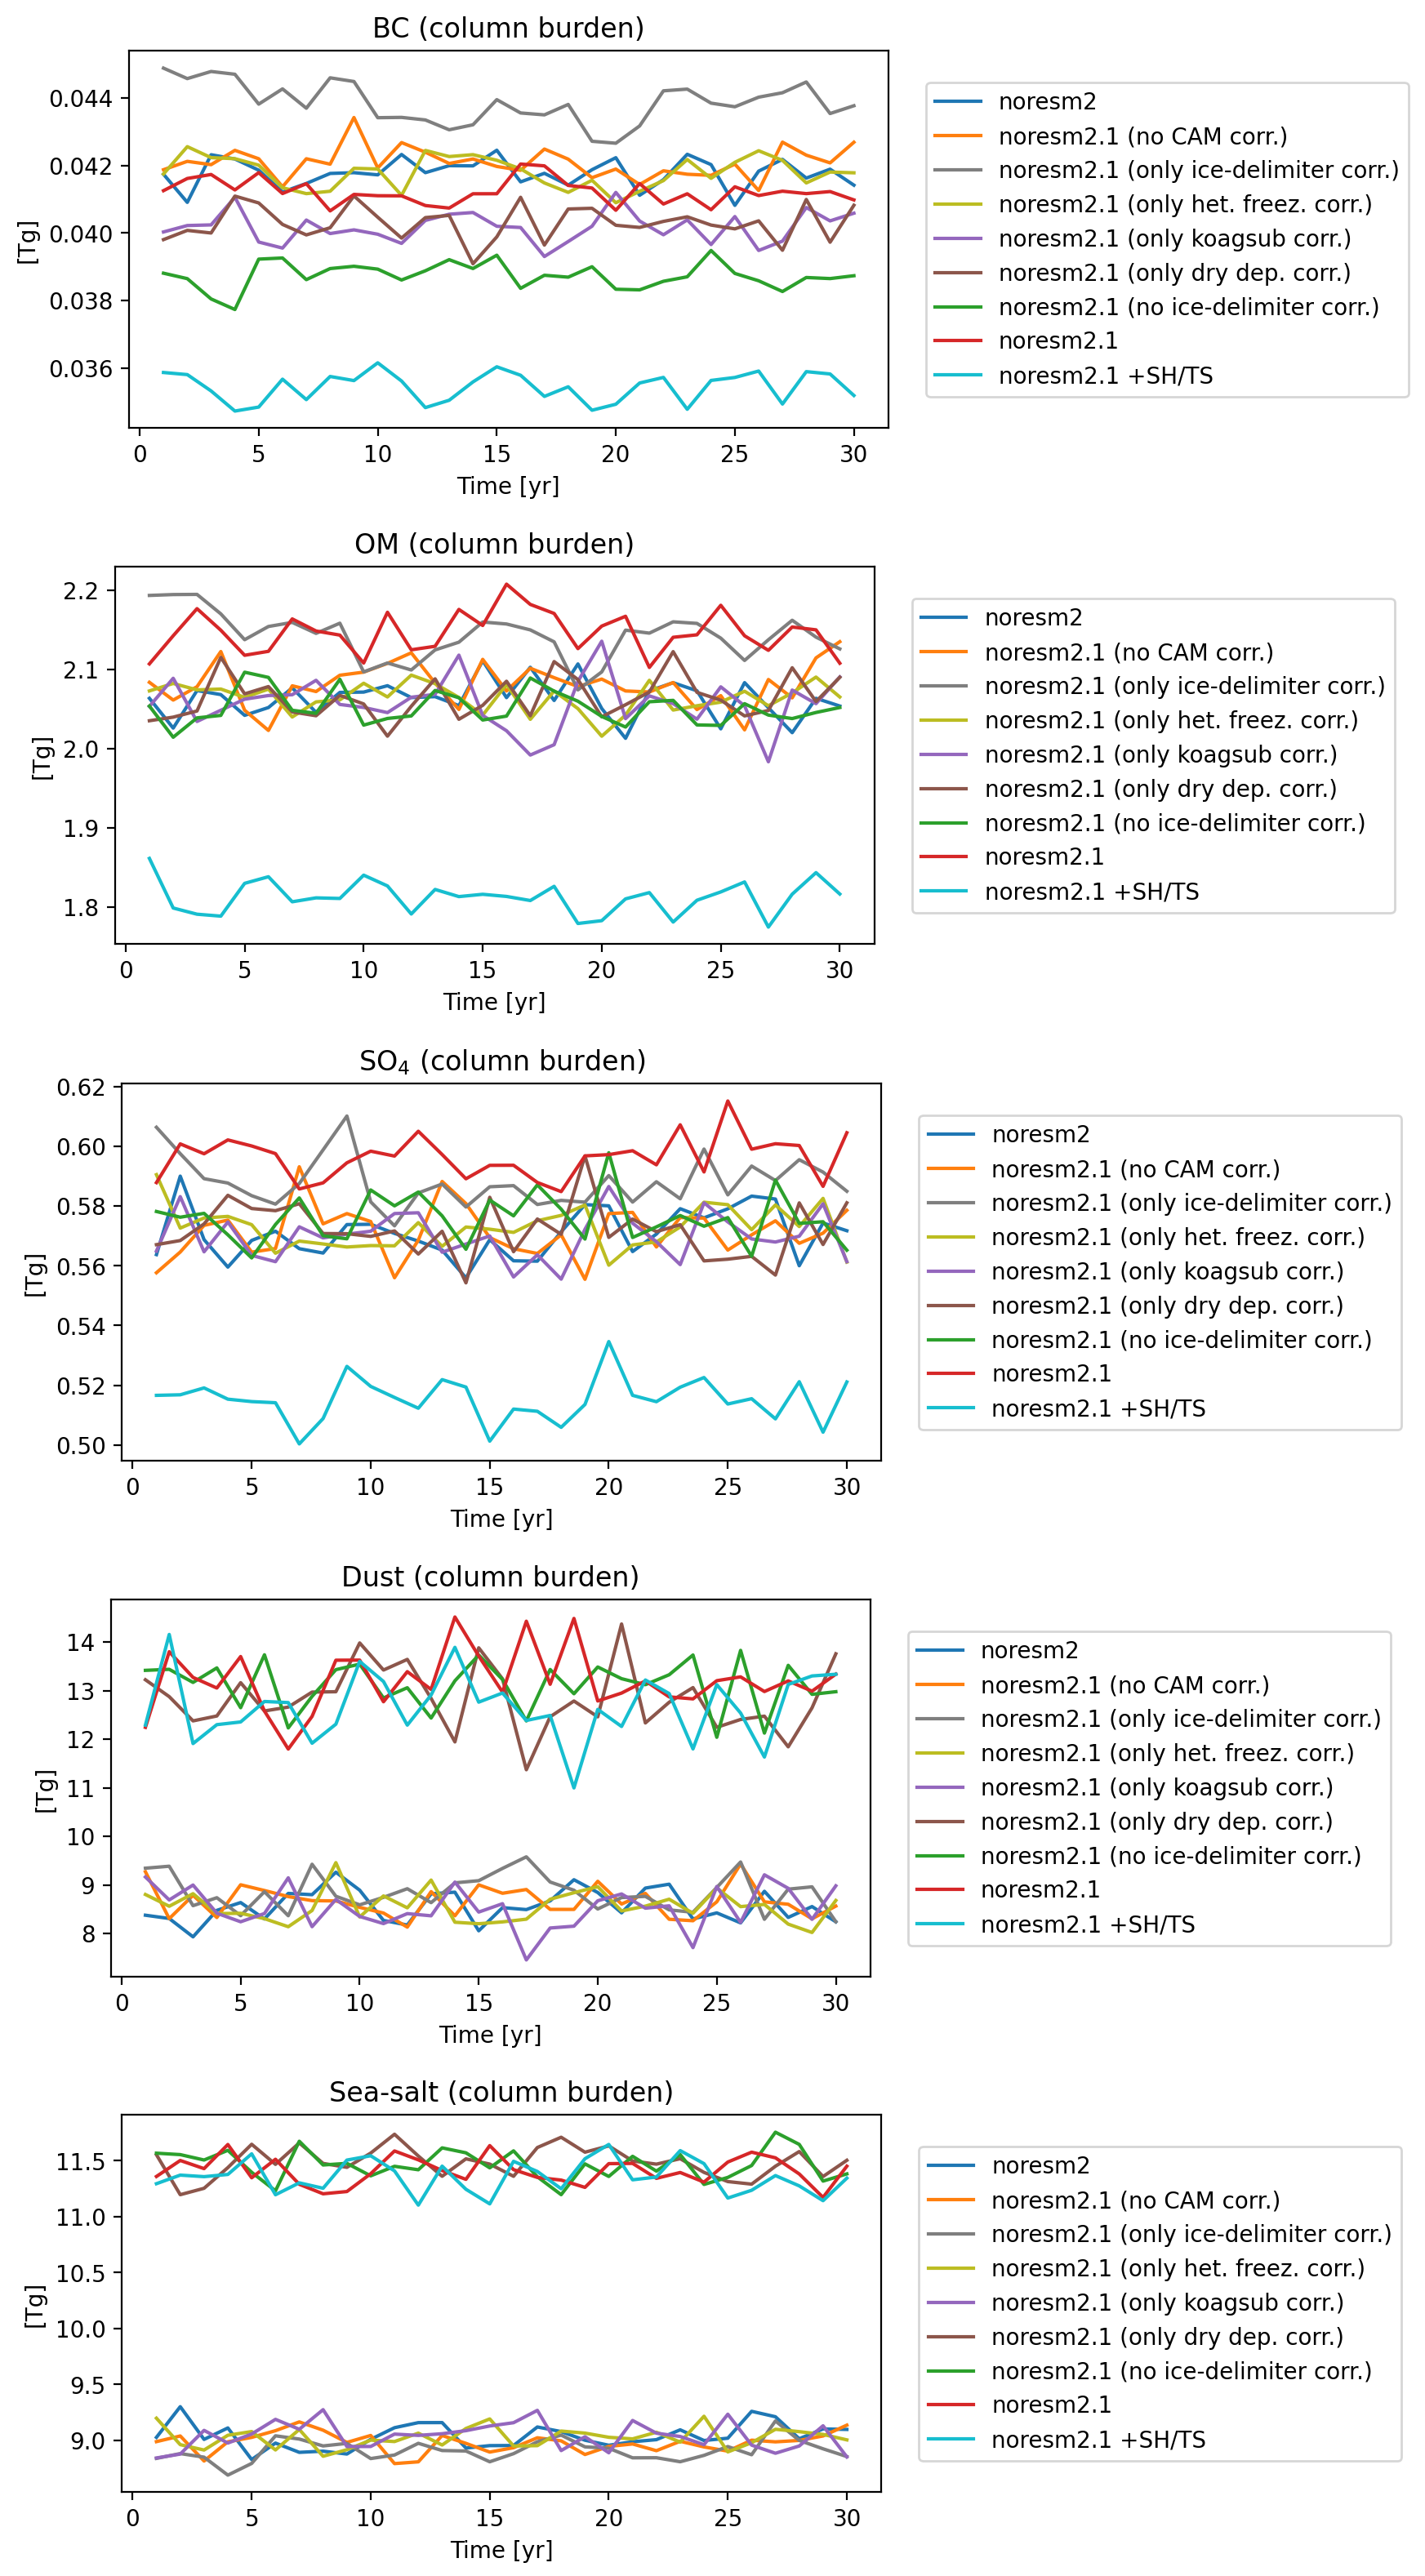 BC (column burden)
0.044
0.042
0.040
0.038
0.036
[Tg]
0 5 10 15 20 25 30
Time [yr]
noresm2
noresm2.1 (no CAM corr.)
noresm2.1 (only ice-delimiter corr.)
noresm2.1 (only het. freez. corr.)
noresm2.1 (only koagsub corr.)
noresm2.1 (only dry dep. corr.)
noresm2.1 (no ice-delimiter corr.)
noresm2.1
noresm2.1 +SH/TS
OM (column burden)
2.2
2.1
2.0
1.9
1.8
[Tg]
0 5 10 15 20 25 30
Time [yr]
noresm2
noresm2.1 (no CAM corr.)
noresm2.1 (only ice-delimiter corr.)
noresm2.1 (only het. freez. corr.)
noresm2.1 (only koagsub corr.)
noresm2.1 (only dry dep. corr.)
noresm2.1 (no ice-delimiter corr.)
noresm2.1
noresm2.1 +SH/TS
SO₄ (column burden)
0.62
0.60
0.58
0.56
0.54
0.52
0.50
[Tg]
0 5 10 15 20 25 30
Time [yr]
noresm2
noresm2.1 (no CAM corr.)
noresm2.1 (only ice-delimiter corr.)
noresm2.1 (only het. freez. corr.)
noresm2.1 (only koagsub corr.)
noresm2.1 (only dry dep. corr.)
noresm2.1 (no ice-delimiter corr.)
noresm2.1
noresm2.1 +SH/TS
Dust (column burden)
14
13
12
11
10
9
8
[Tg]
0 5 10 15 20 25 30
Time [yr]
noresm2
noresm2.1 (no CAM corr.)
noresm2.1 (only ice-delimiter corr.)
noresm2.1 (only het. freez. corr.)
noresm2.1 (only koagsub corr.)
noresm2.1 (only dry dep. corr.)
noresm2.1 (no ice-delimiter corr.)
noresm2.1
noresm2.1 +SH/TS
Sea-salt (column burden)
11.5
11.0
10.5
10.0
9.5
9.0
[Tg]
0 5 10 15 20 25 30
Time [yr]
noresm2
noresm2.1 (no CAM corr.)
noresm2.1 (only ice-delimiter corr.)
noresm2.1 (only het. freez. corr.)
noresm2.1 (only koagsub corr.)
noresm2.1 (only dry dep. corr.)
noresm2.1 (no ice-delimiter corr.)
noresm2.1
noresm2.1 +SH/TS